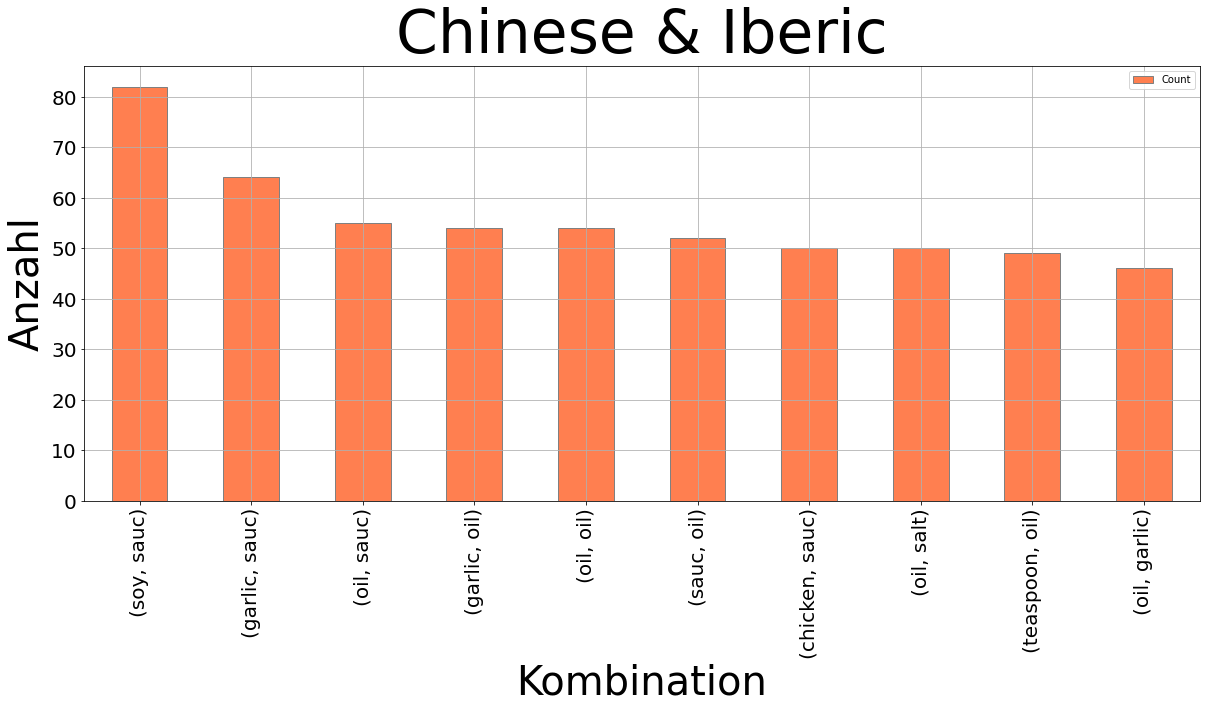 Chinese & Iberic
Count
Anzahl
80
70
60
50
40
30
20
10
0
(soy, sauc)
(garlic, sauc)
(oil, sauc)
(garlic, oil)
(oil, oil)
(sauc, oil)
(chicken, sauc)
(oil, salt)
(teaspoon, oil)
(oil, garlic)
Kombination